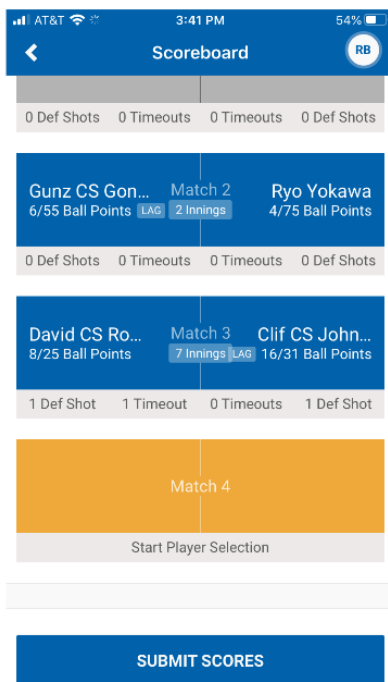 AT&T 3:41 PM 54%
Scoreboard RB
0 Def Shots 0 Timeouts 0 Timeouts 0 Def Shots
Gunz CS Gon... Match 2 Ryo Yokawa
6/55 Ball Points LAG 2 Innings 4/75 Ball Points
0 Def Shots 0 Timeouts 0 Timeouts 0 Def Shots
David CS Ro... Match 3 Clif CS John...
8/25 Ball Points 7 Innings LAG 16/31 Ball Points
1 Def Shot 1 Timeout 0 Timeouts 1 Def Shot
Match 4
Start Player Selection
SUBMIT SCORES